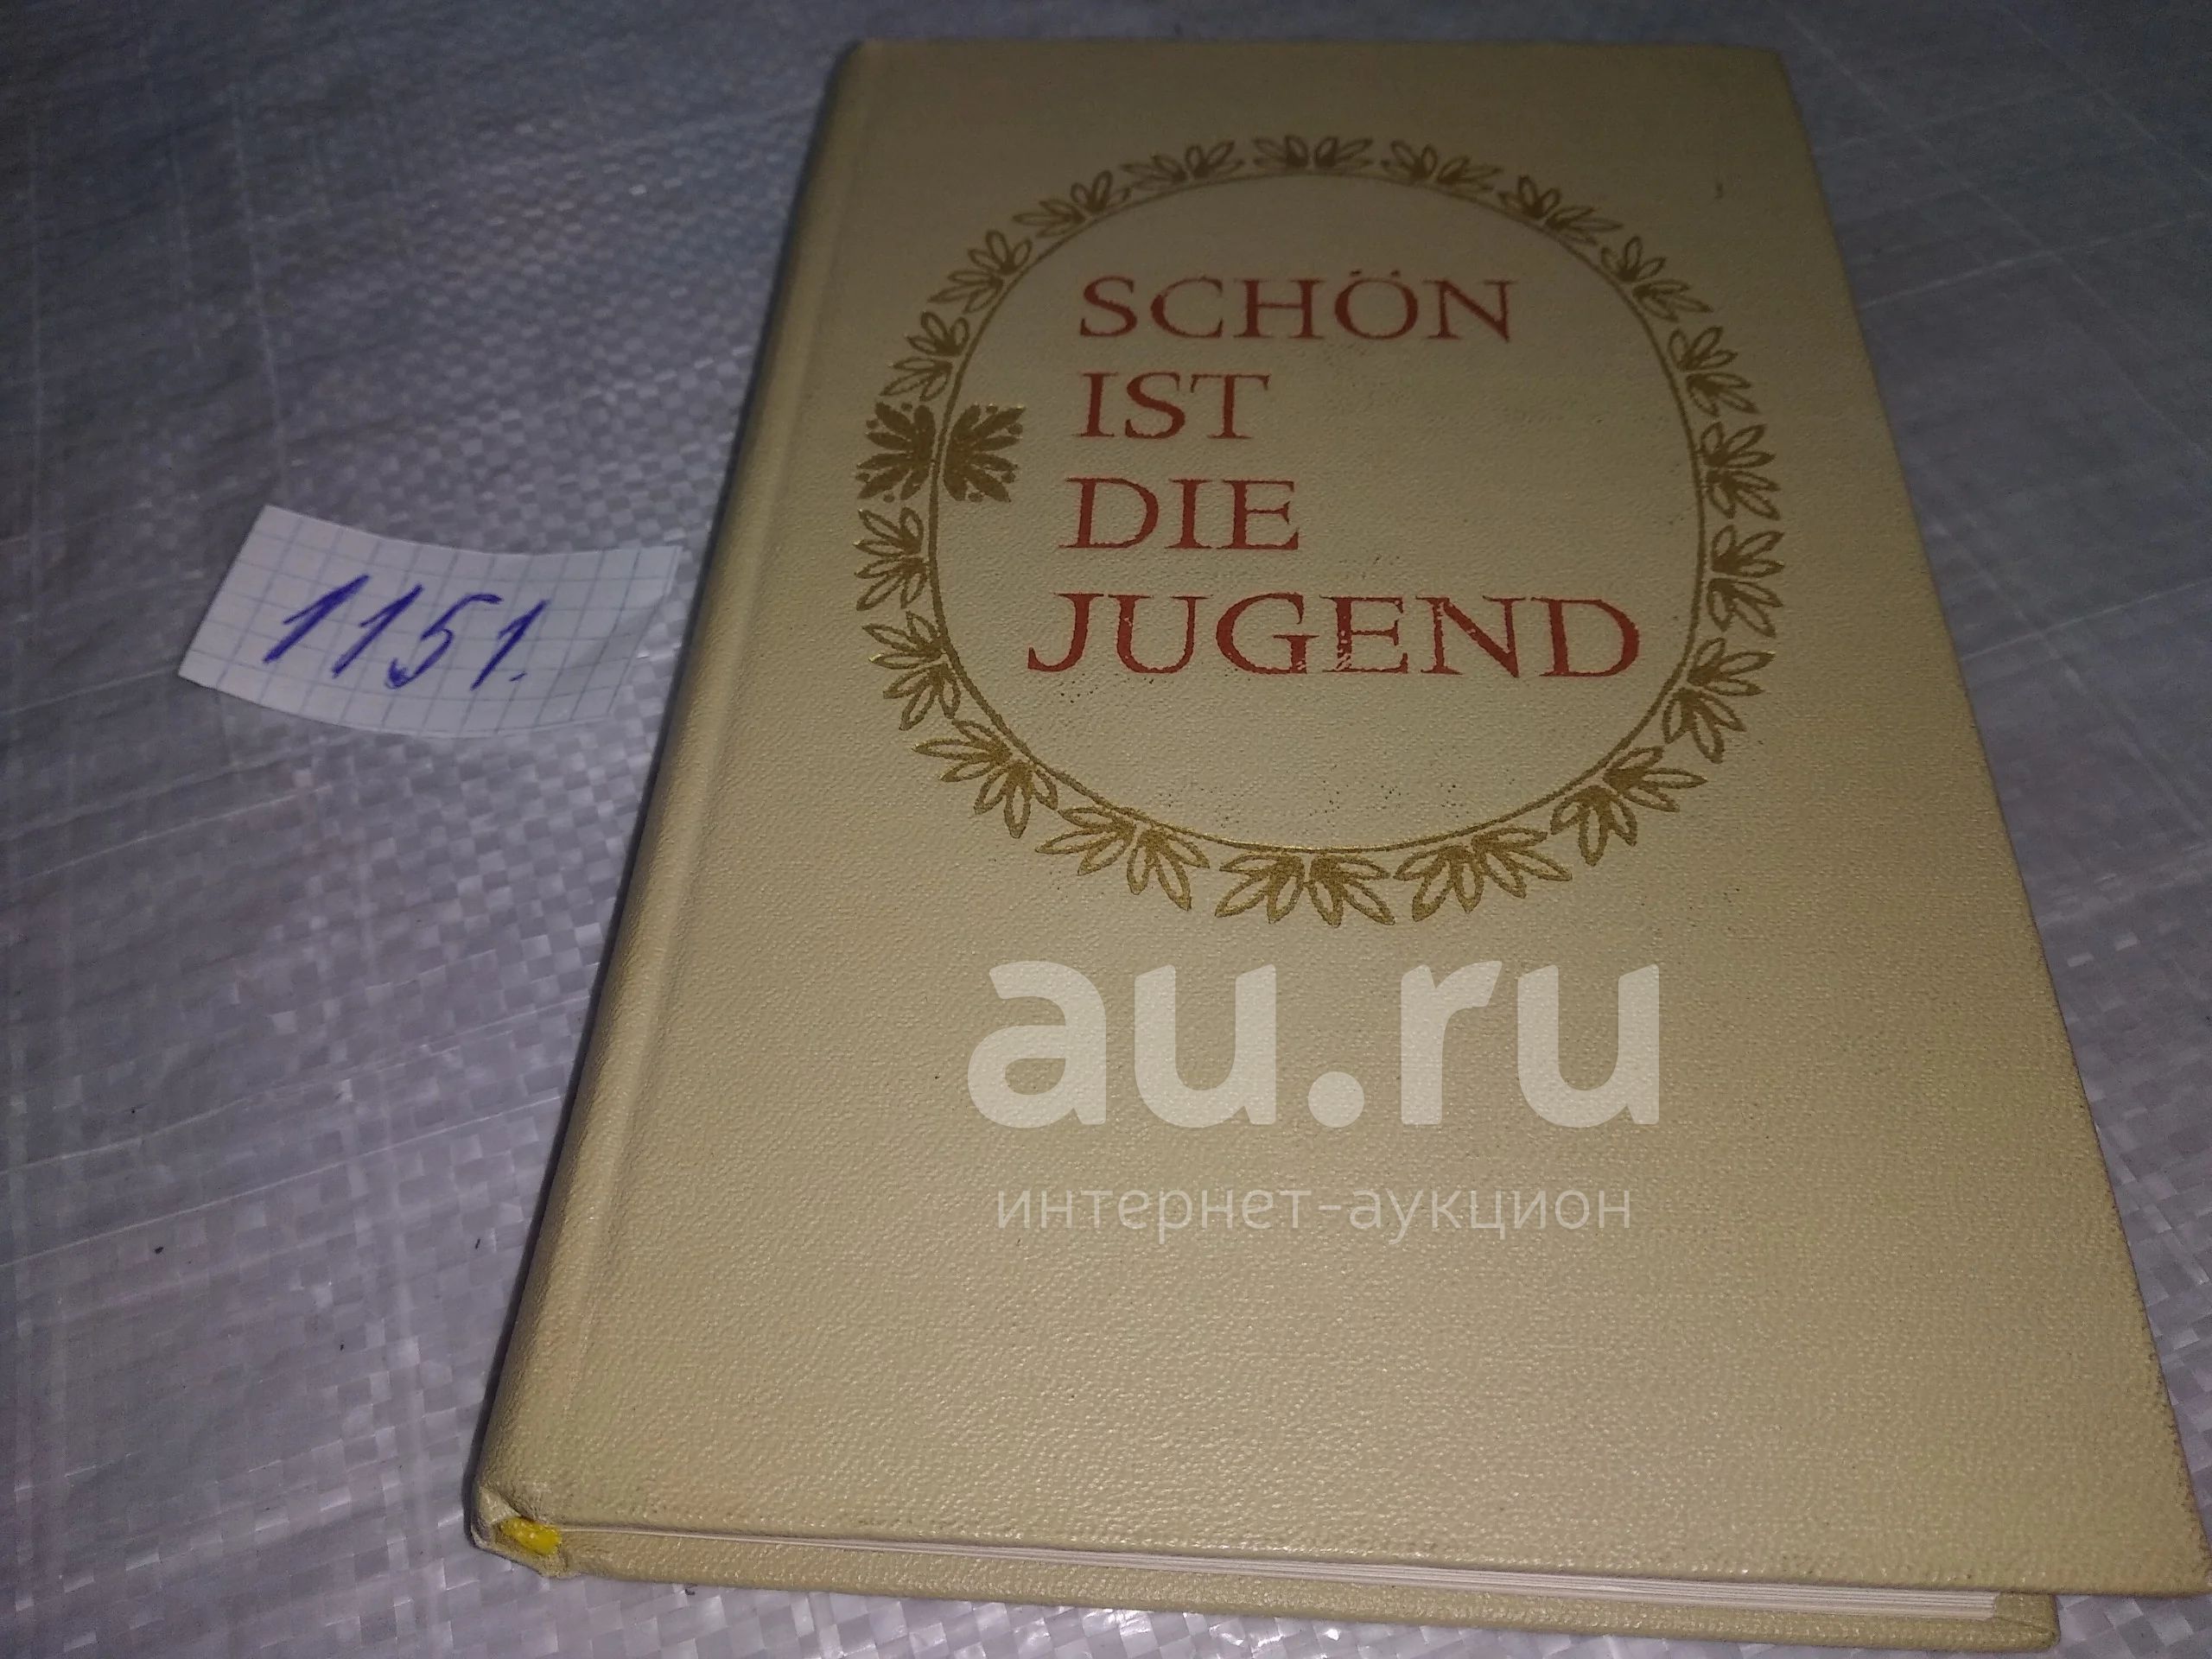 SCHÖN
IST
DIE
JUGEND
1151.
au.ru
интернет-аукцион